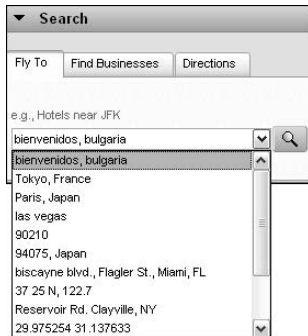 Search
Fly To Find Businesses Directions
e.g., Hotels near JFK
bienvenidos, bulgaria
bienvenidos, bulgaria
Tokyo, France
Paris, Japan
las vegas
90210
94075, Japan
biscayne blvd., Flagler St., Miami, FL
37 25 N, 122.7
Reservoir Rd. Clayville, NY
29.975254 31.137633